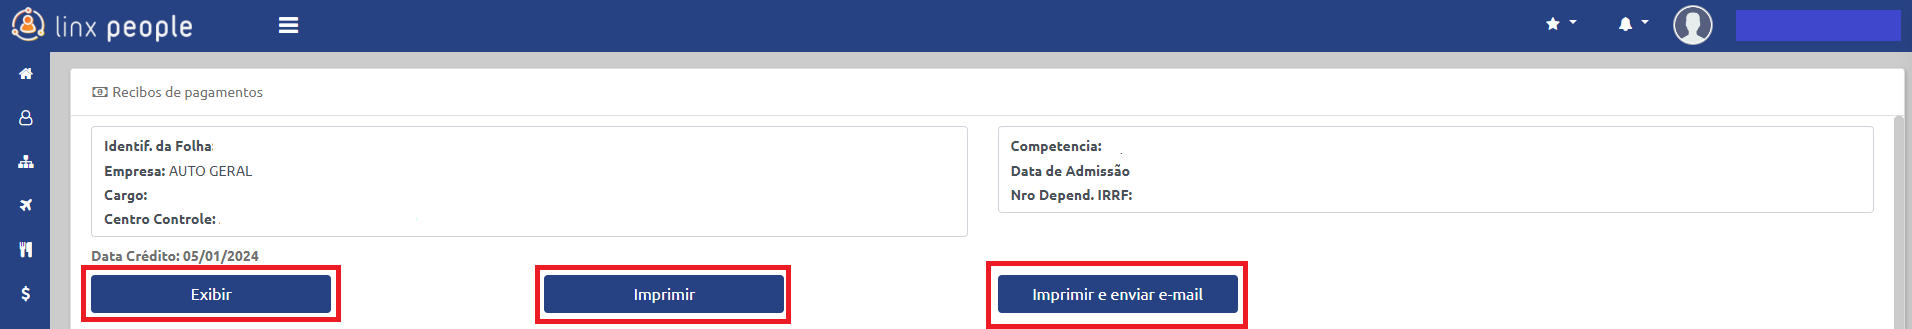 linx people
Recibos de pagamentos
Identif. da Folha:
Empresa: AUTO GERAL
Cargo:
Centro Controle:
Competencia:
Data de Admissão
Nro Depend. IRRF:
Data Crédito: 05/01/2024
Exibir
Imprimir
Imprimir e enviar e-mail